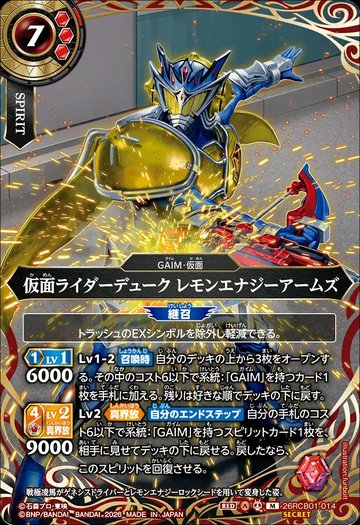 7
SPIRIT
GAIM・仮面
仮面ライダーデューク レモンエナジーアームズ
継召
トラッシュのEXシンボルを除外し軽減できる。
1 LV1 6000
Lv1-2 召喚時 自分のデッキの上から3枚をオープンす
る。その中のコスト6以下で系統:「GAIM」を持つカード1
枚を手札に加える。残りは好きな順でデッキの下に戻す。
4 LV2 真界放 9000
Lv2 真界放 自分のエンドステップ 自分の手札のコス
ト6以下で系統:「GAIM」を持つスピリットカード1枚を、
相手に見せてデッキの下に戻せる。戻したなら、
このスピリットを回復させる。
戦極凌馬がゲネシスドライバーとレモンエナジーロックシードを用いて変身した姿。
©石森プロ・東映
©BNP/BANDAI ©BANDAI 2026 MADE IN JAPAN
RED A M 26RCB01-014
SECRET